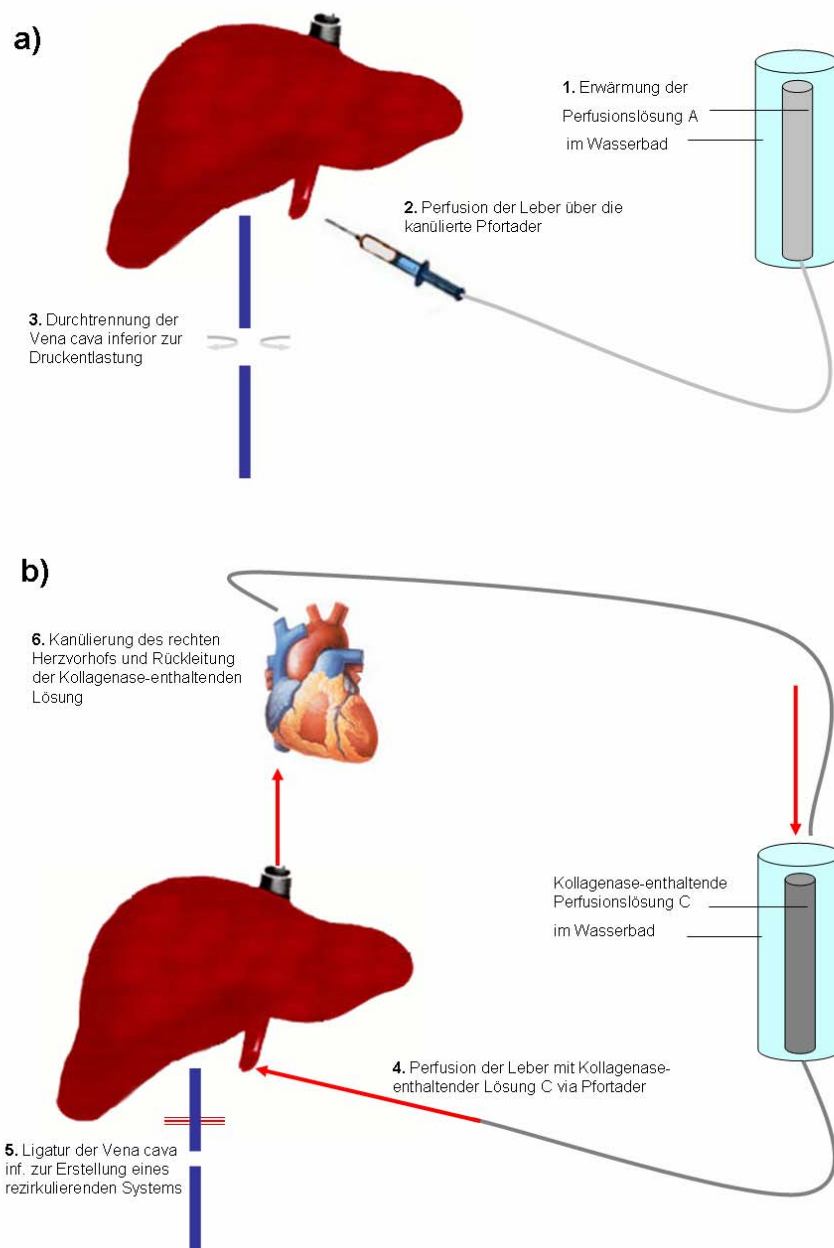 a)
1. Erwärmung der
Perfusionslösung A
im Wasserbad
2. Perfusion der Leber über die
kanülierte Pfortader
3. Durchtrennung der
Vena cava inferior zur
Druckentlastung
b)
6. Kanülierung des rechten
Herzvorhofs und Rückleitung
der Kollagenase-enthaltenden
Lösung
Kollagenase-enthaltende
Perfusionslösung C
im Wasserbad
4. Perfusion der Leber mit Kollagenase-
enthaltender Lösung C via Pfortader
5. Ligatur der Vena cava
inf. zur Erstellung eines
rezirkulierenden Systems